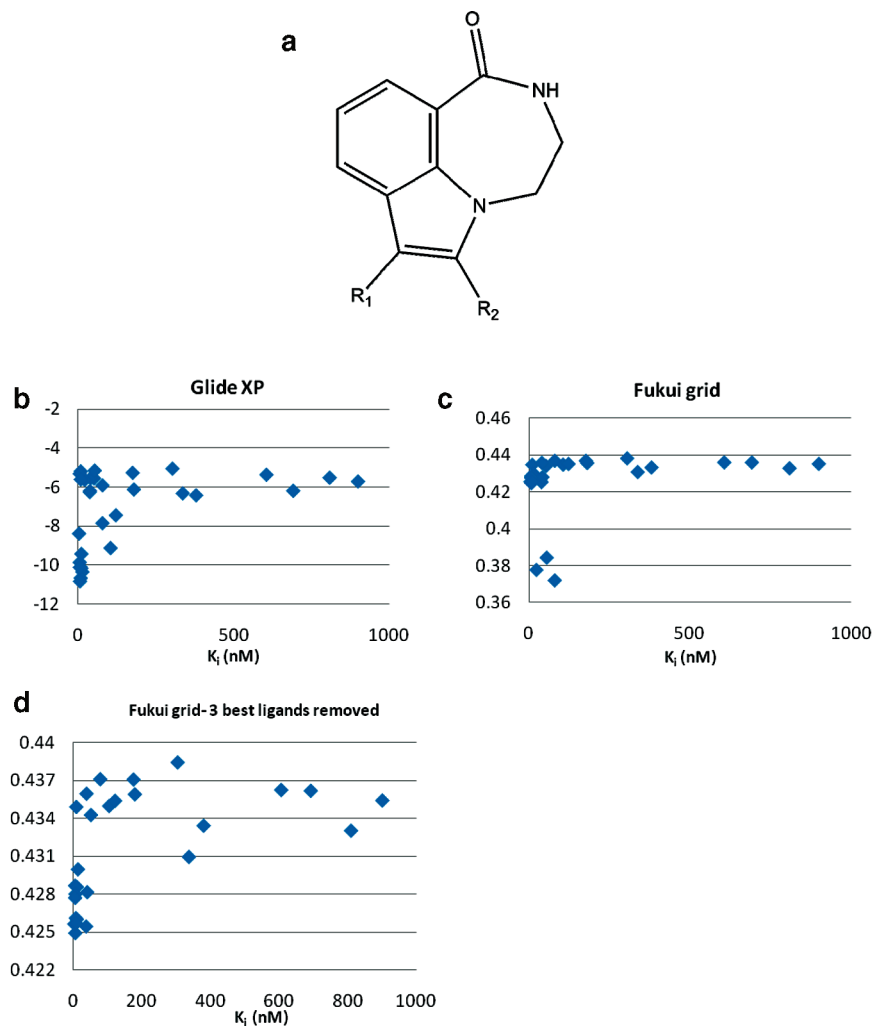 a
O
NH
N
R1
R2
b
Glide XP
-2
-4
-6
-8
-10
-12
0
500
1000
Ki (nM)
c
Fukui grid
0.46
0.44
0.42
0.4
0.38
0.36
0
500
1000
Ki (nM)
d
Fukui grid- 3 best ligands removed
0.44
0.437
0.434
0.431
0.428
0.425
0.422
0
200
400
600
800
1000
Ki (nM)